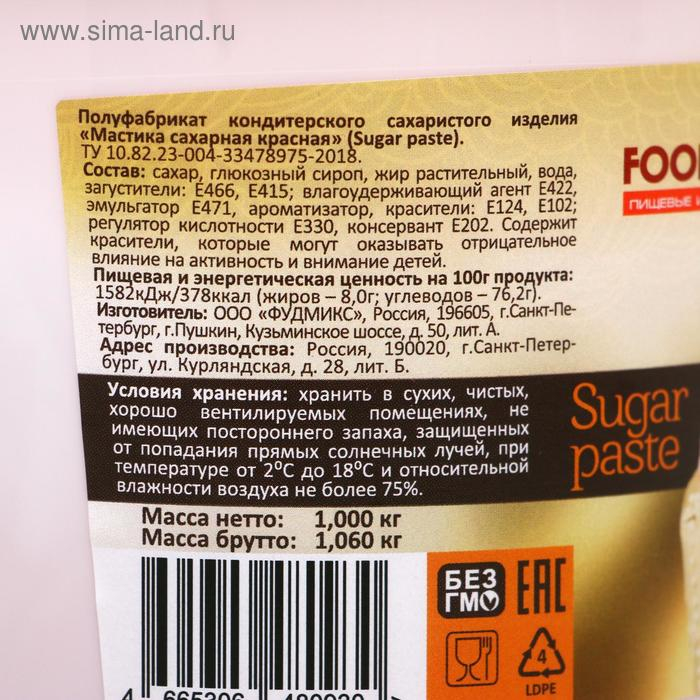 www.sima-land.ru
Полуфабрикат кондитерского сахаристого изделия
«Мастика сахарная красная» (Sugar paste).
ТУ 10.82.23-004-33478975-2018.
Состав: сахар, глюкозный сироп, жир растительный, вода,
загустители: Е466, Е415; влагоудерживающий агент Е422,
эмульгатор Е471, ароматизатор, красители: Е124, Е102;
регулятор кислотности Е330, консервант Е202. Содержит
красители, которые могут оказывать отрицательное
влияние на активность и внимание детей.
Пищевая и энергетическая ценность на 100г продукта:
1582кДж/378ккал (жиров – 8,0г; углеводов – 76,2г).
Изготовитель: ООО «ФУДМИКС», Россия, 196605, г.Санкт-Пе-
тербург, г.Пушкин, Кузьминское шоссе, д. 50, лит. А.
Адрес производства: Россия, 190020, г.Санкт-Петер-
бург, ул. Курляндская, д. 28, лит. Б.
Условия хранения: хранить в сухих, чистых,
хорошо вентилируемых помещениях, не
имеющих постороннего запаха, защищенных
от попадания прямых солнечных лучей, при
температуре от 2⁰С до 18⁰С и относительной
влажности воздуха не более 75%.
Масса нетто: 1,000 кг
Масса брутто: 1,060 кг
FOO
ПИЩЕВЫЕ И
Sugar
paste
БЕЗ
ГМО
ЕАС
4
LDPE